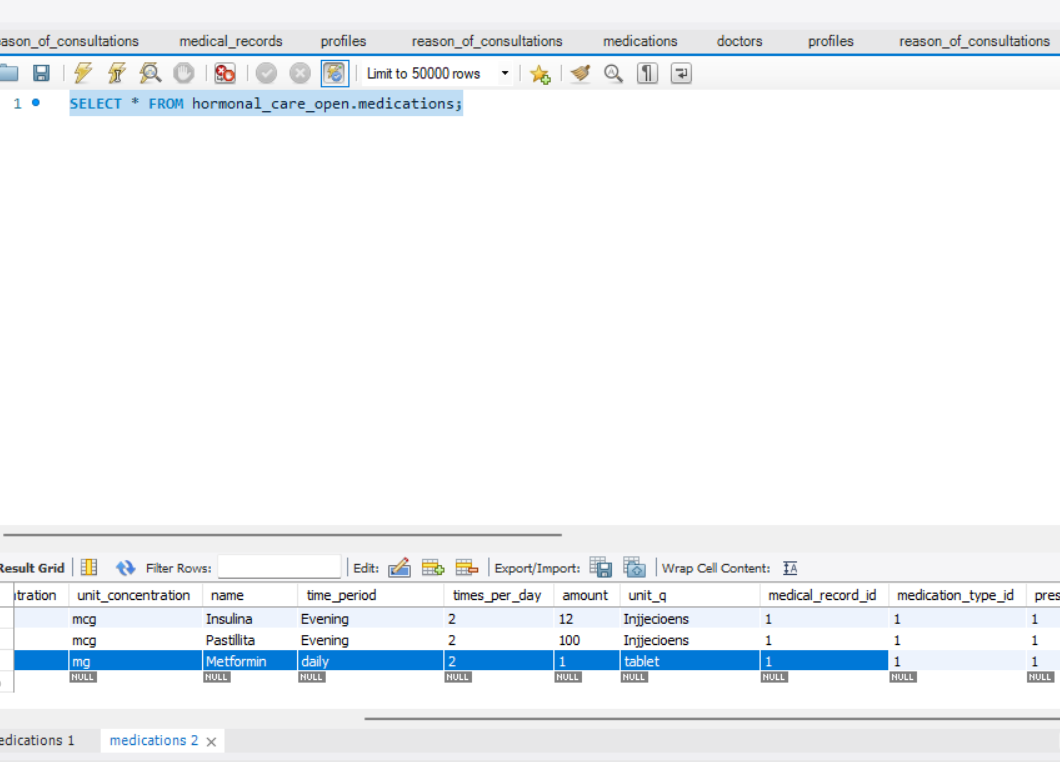 ason_of_consultations medical_records profiles reason_of_consultations medications doctors profiles reason_of_consultations
Limit to 50000 rows
1 SELECT * FROM hormonal_care_open.medications;
Result Grid Filter Rows: Edit: Export/Import: Wrap Cell Content: IA
tration unit_concentration name time_period times_per_day amount unit_q medical_record_id medication_type_id pres
mcg Insulina Evening 2 12 Injjecioens 1 1 1
mcg Pastillita Evening 2 100 Injjecioens 1 1 1
mg Metformin daily 2 1 tablet 1 1 1
NULL NULL NULL NULL NULL NULL NULL NULL NULL
edications 1 medications 2